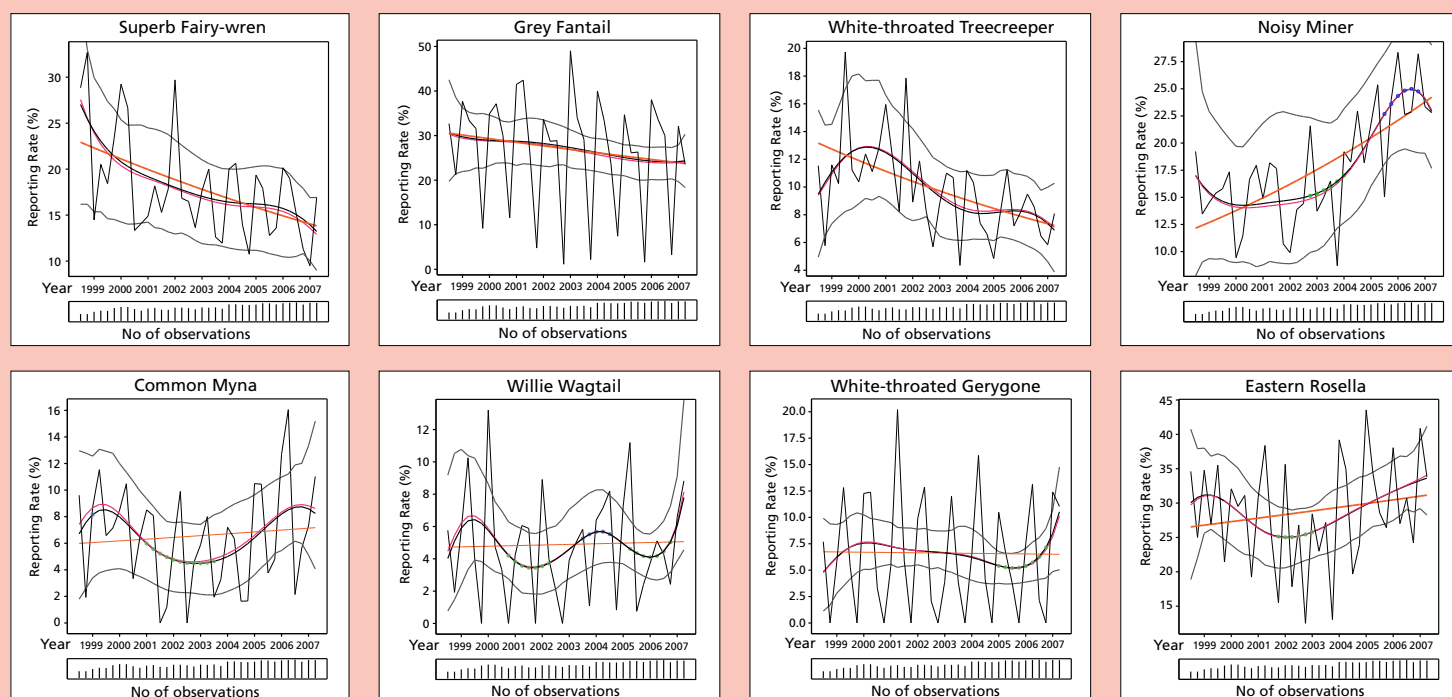 Superb Fairy-wren
Reporting Rate (%)
30
25
20
15
10
Year 1999 2000 2001 2002 2003 2004 2005 2006 2007
No of observations
Grey Fantail
Reporting Rate (%)
50
40
30
20
10
0
Year 1999 2000 2001 2002 2003 2004 2005 2006 2007
No of observations
White-throated Treecreeper
Reporting Rate (%)
20
18
16
14
12
10
8
6
4
Year 1999 2000 2001 2002 2003 2004 2005 2006 2007
No of observations
Noisy Miner
Reporting Rate (%)
27.5
25.0
22.5
20.0
17.5
15.0
12.5
10.0
Year 1999 2000 2001 2002 2003 2004 2005 2006 2007
No of observations
Common Myna
Reporting Rate (%)
16
14
12
10
8
6
4
2
0
Year 1999 2000 2001 2002 2003 2004 2005 2006 2007
No of observations
Willie Wagtail
Reporting Rate (%)
12
10
8
6
4
2
0
Year 1999 2000 2001 2002 2003 2004 2005 2006 2007
No of observations
White-throated Gerygone
Reporting Rate (%)
20.0
17.5
15.0
12.5
10.0
7.5
5.0
2.5
0.0
Year 1999 2000 2001 2002 2003 2004 2005 2006 2007
No of observations
Eastern Rosella
Reporting Rate (%)
45
40
35
30
25
20
15
Year 1999 2000 2001 2002 2003 2004 2005 2006 2007
No of observations